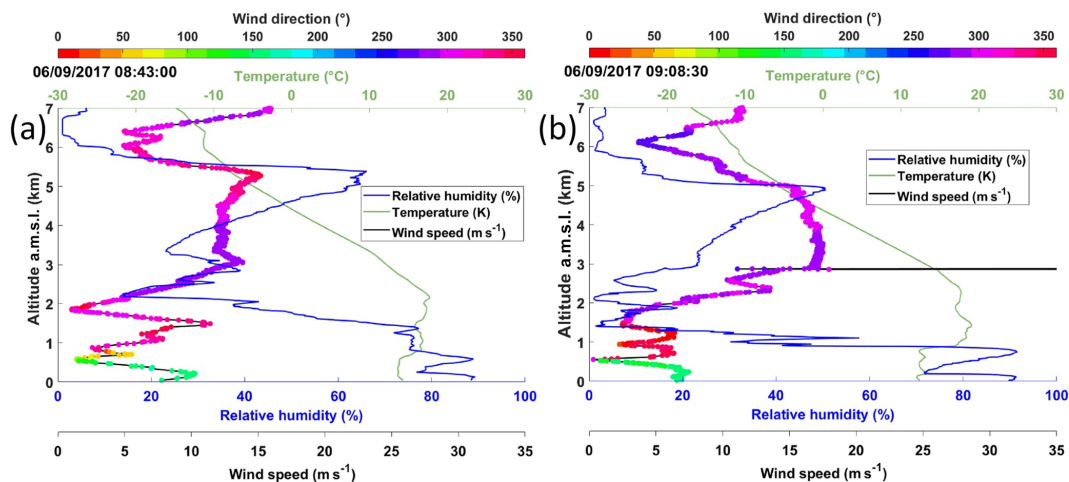 Wind direction (°)
0 50 100 150 200 250 300 350
06/09/2017 08:43:00
Temperature (°C)
-30 -20 -10 0 10 20 30
(a)
7
6
5
4
3
2
1
0
Altitude a.m.s.l. (km)
Relative humidity (%)
Temperature (K)
Wind speed (m s⁻¹)
0 20 40 60 80 100
Relative humidity (%)
0 5 10 15 20 25 30 35
Wind speed (m s⁻¹)
Wind direction (°)
0 50 100 150 200 250 300 350
06/09/2017 09:08:30
Temperature (°C)
-30 -20 -10 0 10 20 30
(b)
7
6
5
4
3
2
1
0
Altitude a.m.s.l. (km)
Relative humidity (%)
Temperature (K)
Wind speed (m s⁻¹)
0 20 40 60 80 100
Relative humidity (%)
0 5 10 15 20 25 30 35
Wind speed (m s⁻¹)